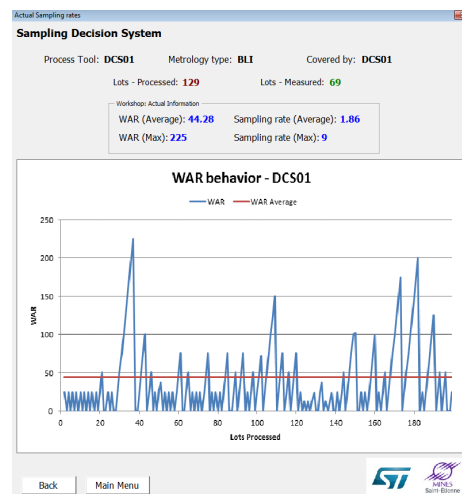 Actual Sampling rates
Sampling Decision System
Process Tool: DCS01 Metrology type: BLI Covered by: DCS01
Lots - Processed: 129 Lots - Measured: 69
Workshop: Actual Information
WAR (Average): 44.28 Sampling rate (Average): 1.86
WAR (Max): 225 Sampling rate (Max): 9
WAR behavior - DCS01
WAR WAR Average
250
200
150
100
50
0
WAR
0 20 40 60 80 100 120 140 160 180
Lots Processed
Back Main Menu
ST
MINES
Saint-Etienne